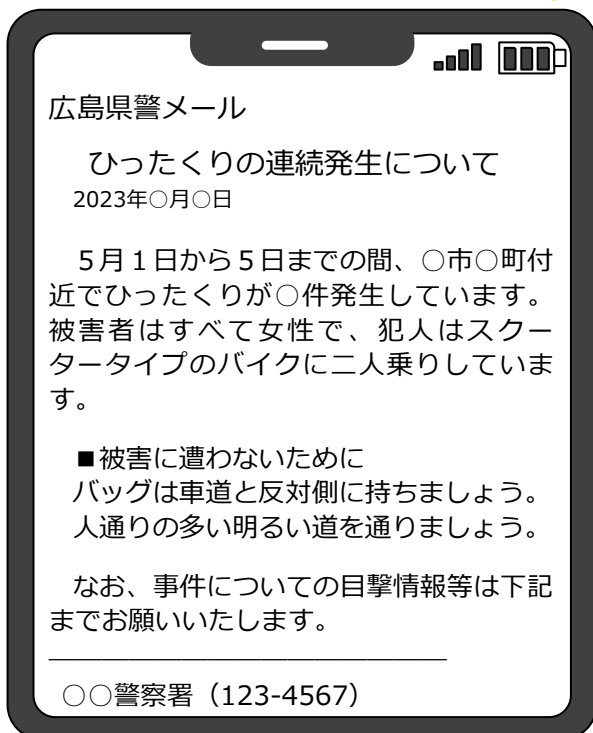 広島県警メール
ひったくりの連続発生について
2023年○月○日
５月１日から５日までの間、○市○町付
近でひったくりが○件発生しています。
被害者はすべて女性で、犯人はスクー
タータイプのバイクに二人乗りしていま
す。
■被害に遭わないために
バッグは車道と反対側に持ちましょう。
人通りの多い明るい道を通りましょう。
なお、事件についての目撃情報等は下記
までお願いいたします。
○○警察署（123-4567）